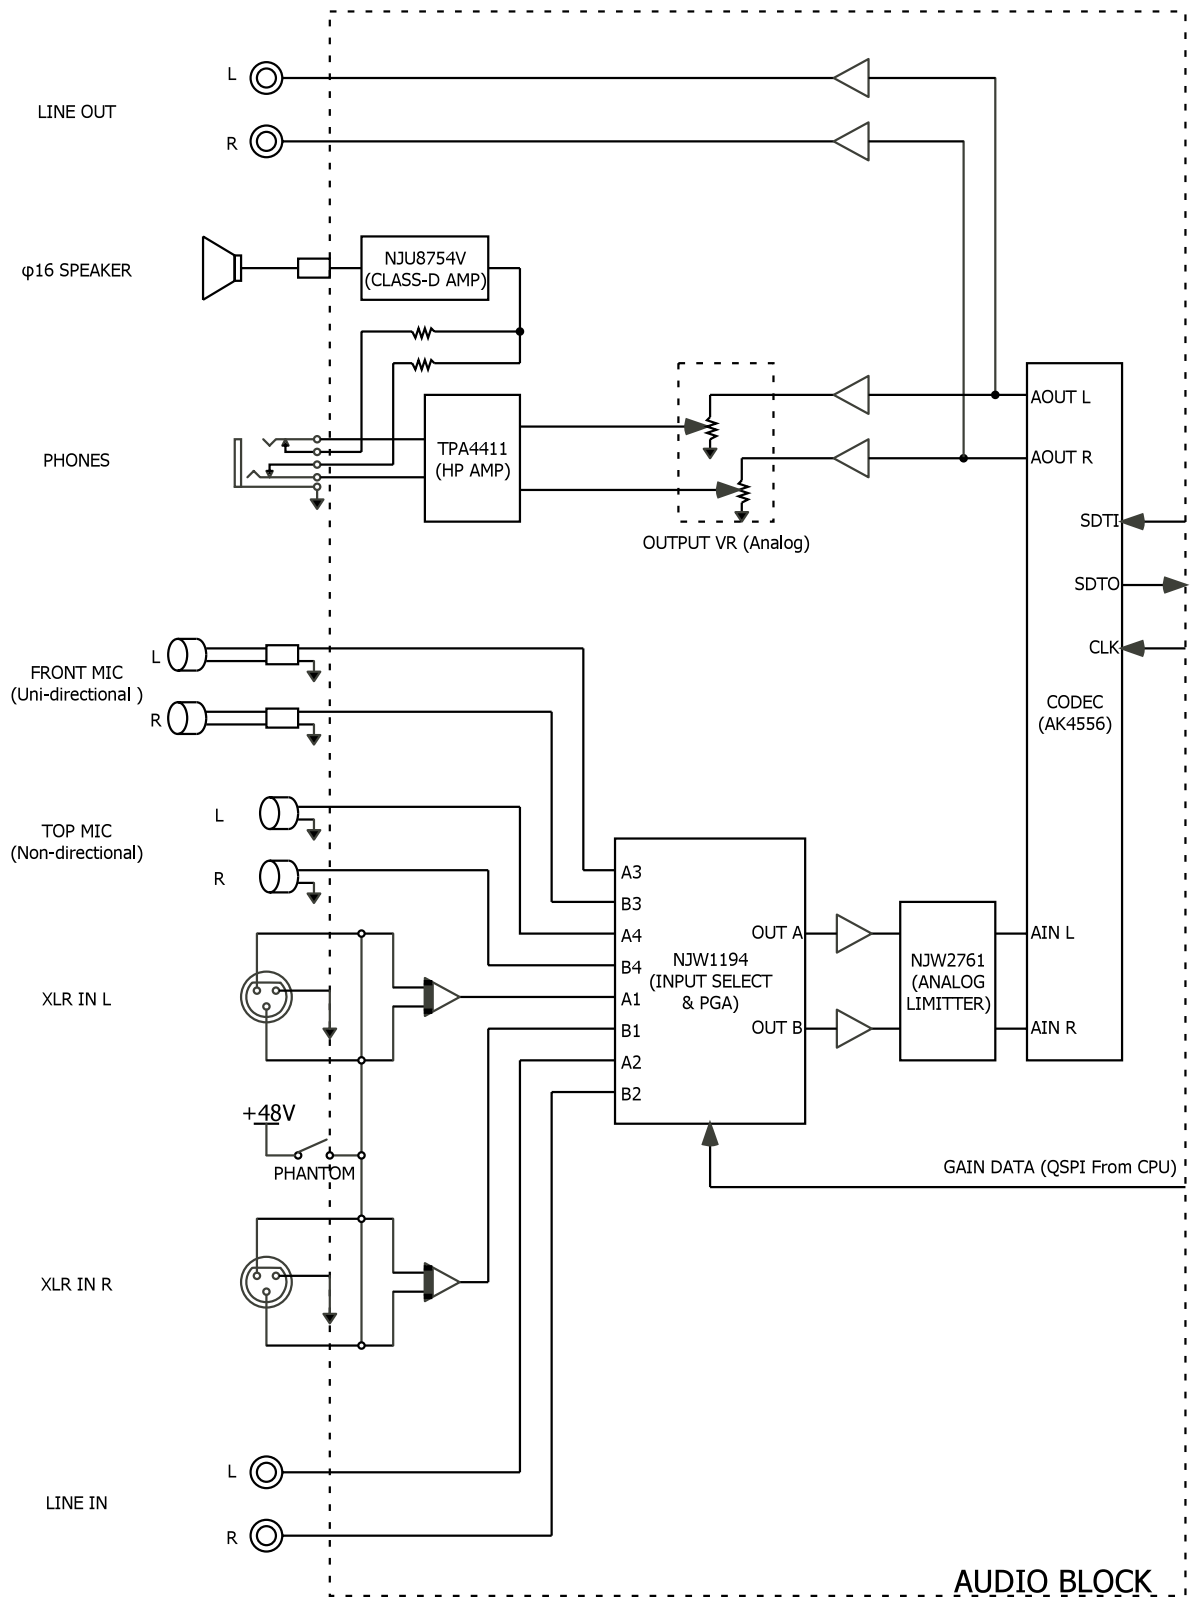 L
LINE OUT
R
φ16 SPEAKER
NJU8754V
(CLASS-D AMP)
AOUT L
PHONES
TPA4411
(HP AMP)
AOUT R
OUTPUT VR (Analog)
SDTI
SDTO
CLK
L
FRONT MIC
(Uni-directional )
R
CODEC
(AK4556)
L
TOP MIC
(Non-directional)
R
A3
B3
A4
B4
A1
B1
A2
B2
NJW1194
(INPUT SELECT
& PGA)
OUT A
OUT B
NJW2761
(ANALOG
LIMITTER)
AIN L
AIN R
XLR IN L
+48V
PHANTOM
GAIN DATA (QSPI From CPU)
XLR IN R
L
LINE IN
R
AUDIO BLOCK